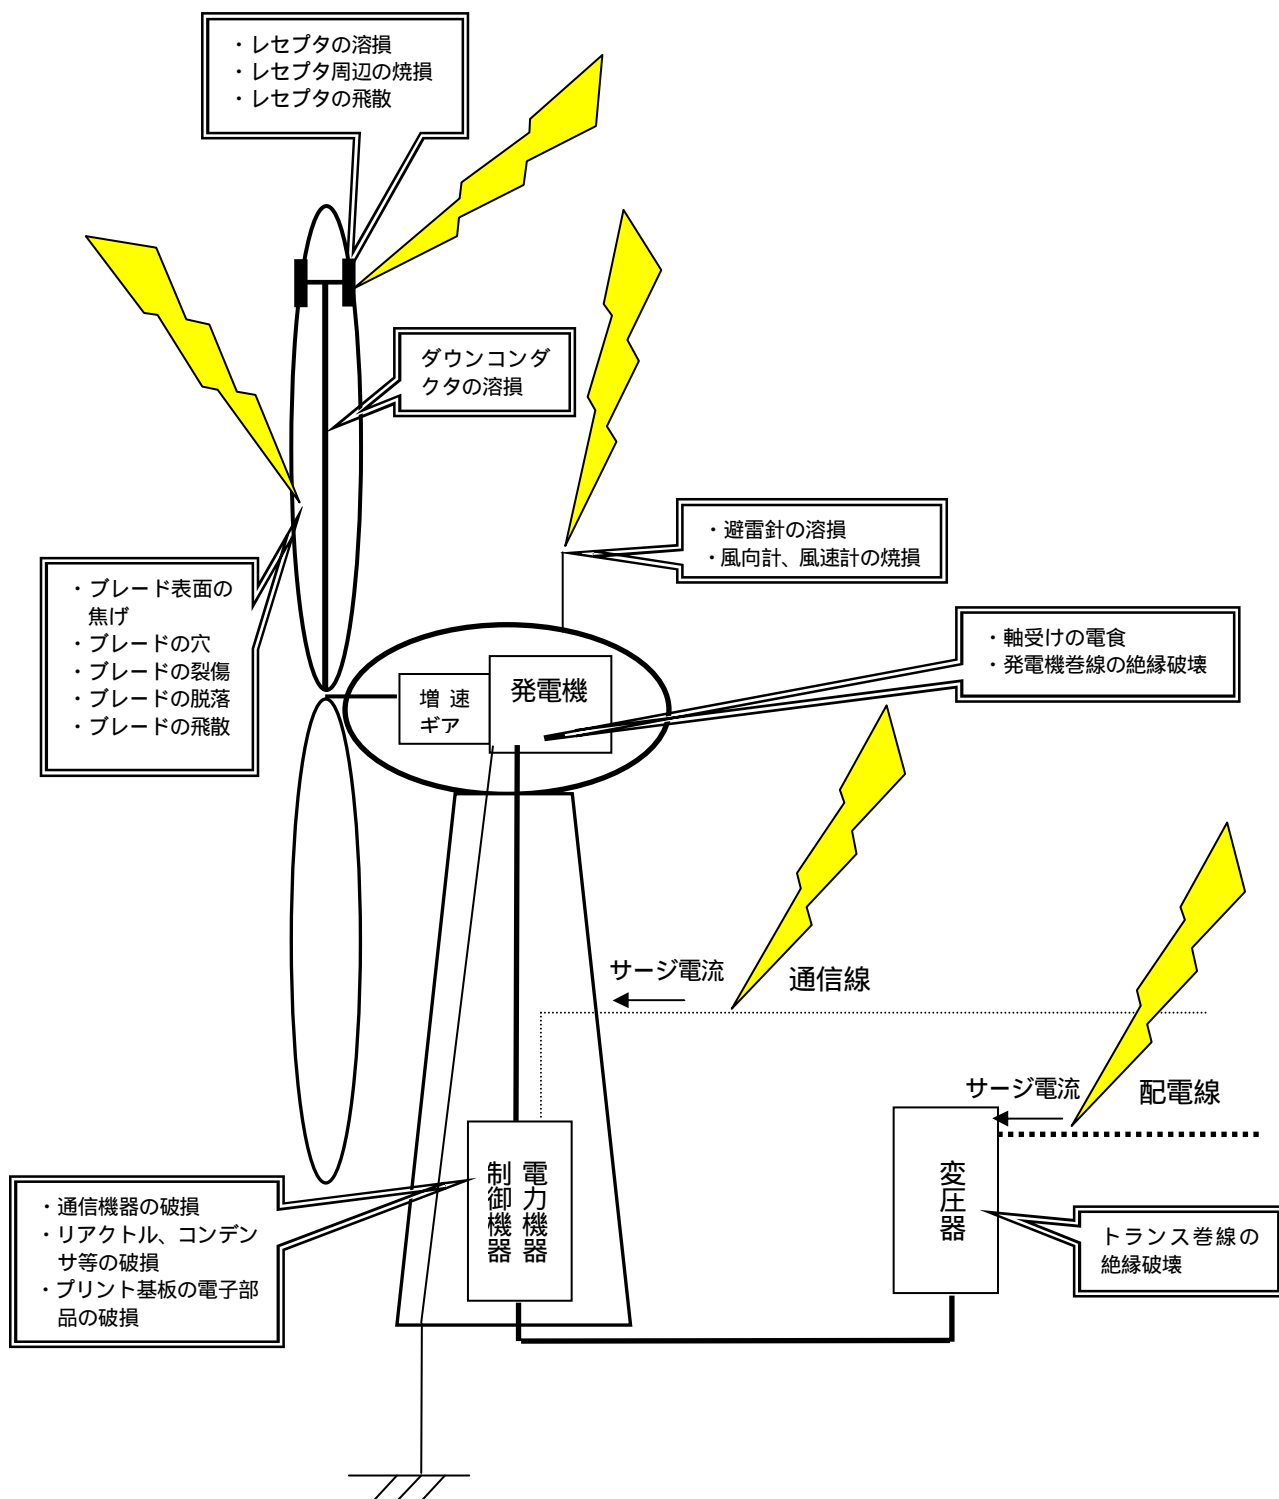 ・レセプタの溶損
・レセプタ周辺の焼損
・レセプタの飛散
ダウンコンダ
クタの溶損
・避雷針の溶損
・風向計、風速計の焼損
・ブレード表面の
焦げ
・ブレードの穴
・ブレードの裂傷
・ブレードの脱落
・ブレードの飛散
・軸受けの電食
・発電機巻線の絶縁破壊
発電機
増 速
ギア
サージ電流
通信線
サージ電流
配電線
電力機器
制御機器
変圧器
・通信機器の破損
・リアクトル、コンデン
サ等の破損
・プリント基板の電子部
品の破損
トランス巻線の
絶縁破壊